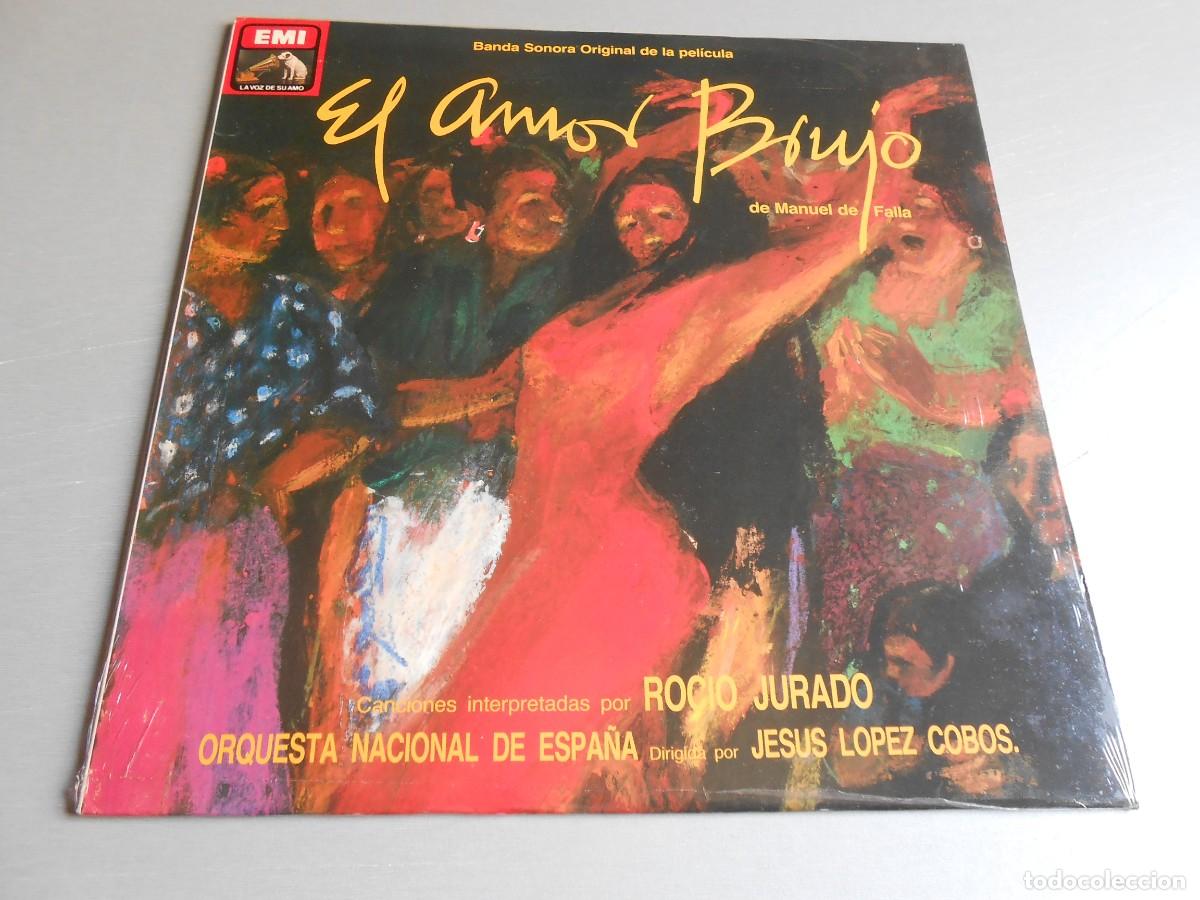 EMI
LA VOZ DE SU AMO
Banda Sonora Original de la película
El Amor Brujo
de Manuel de Falla
Canciones interpretadas por ROCIO JURADO
ORQUESTA NACIONAL DE ESPAÑA Dirigida por JESUS LOPEZ COBOS.
todocoleccion